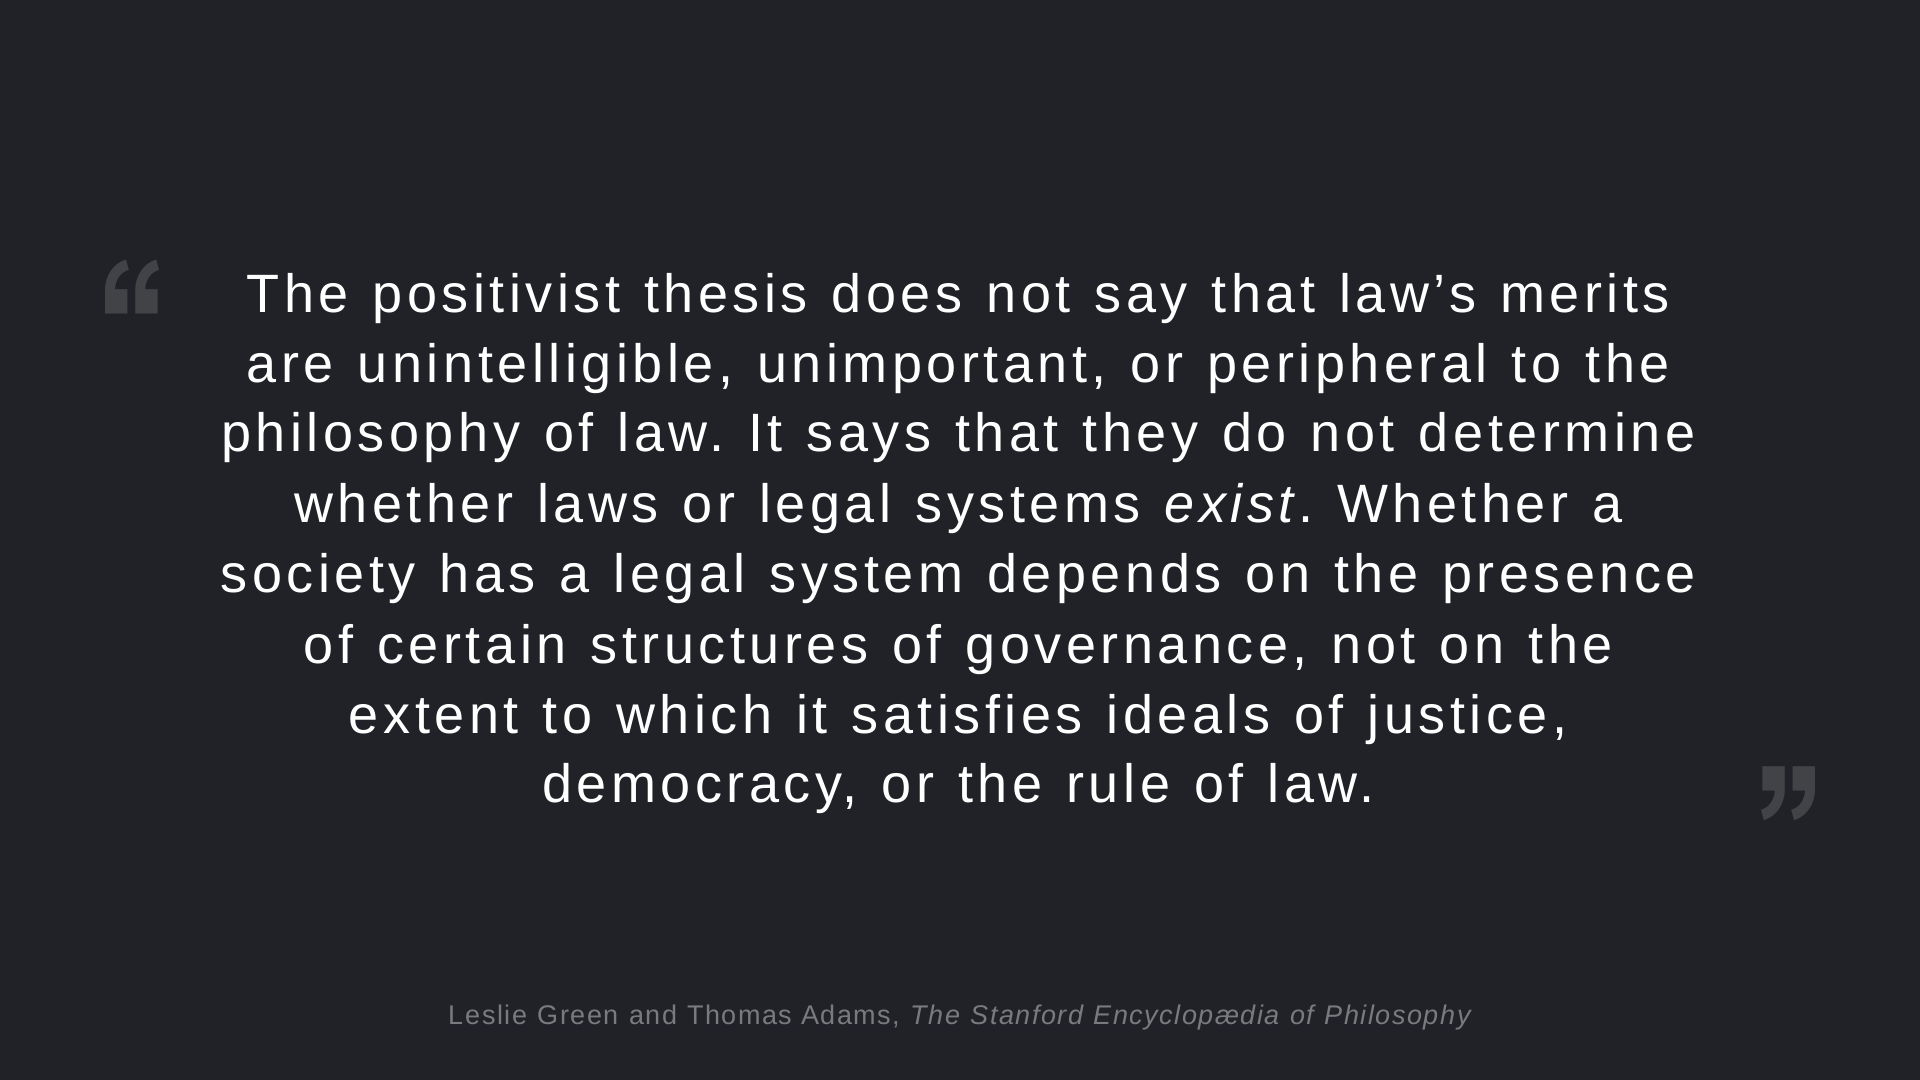 “The positivist thesis does not say that law’s merits
are unintelligible, unimportant, or peripheral to the
philosophy of law. It says that they do not determine
whether laws or legal systems exist. Whether a
society has a legal system depends on the presence
of certain structures of governance, not on the
extent to which it satisfies ideals of justice,
democracy, or the rule of law.”
Leslie Green and Thomas Adams, The Stanford Encyclopædia of Philosophy